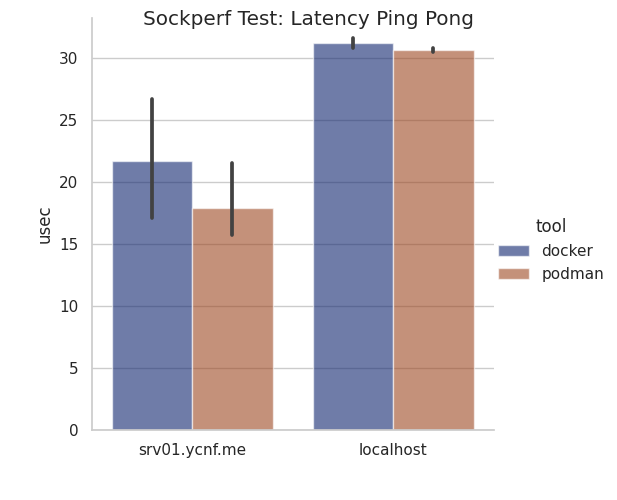 Sockperf Test: Latency Ping Pong
usec
30
25
20
15
10
5
0
srv01.ycnf.me
localhost
tool
docker
podman